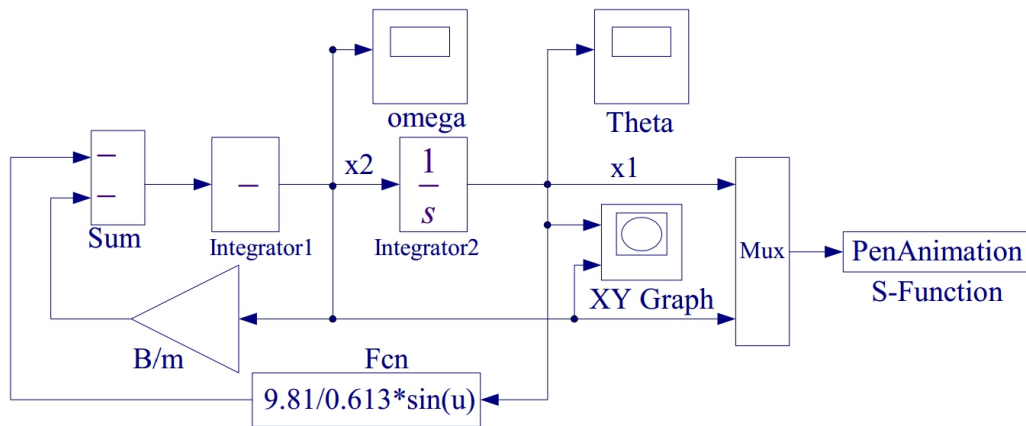 omega
Theta
−
−
Sum
−
Integrator1
x2
1
s
Integrator2
x1
XY Graph
Mux
PenAnimation
S-Function
B/m
Fcn
9.81/0.613*sin(u)